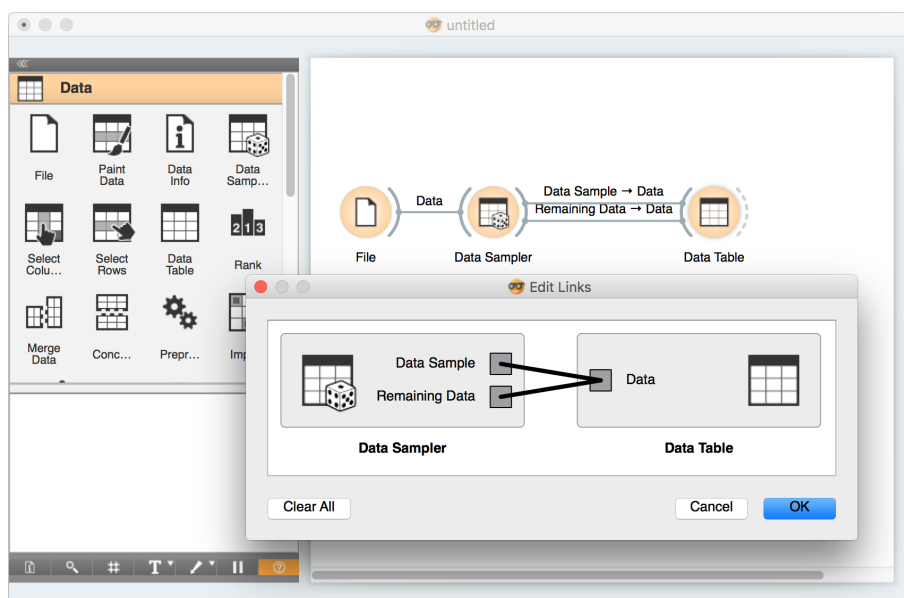 untitled
Data
File
Paint
Data
Data
Info
Data
Samp...
Select
Colu...
Select
Rows
Data
Table
Rank
Merge
Data
Conc...
Prepr...
Imp
Data
Data Sample → Data
Remaining Data → Data
File
Data Sampler
Data Table
Edit Links
Data Sample
Remaining Data
Data
Data Sampler
Data Table
Clear All
Cancel
OK